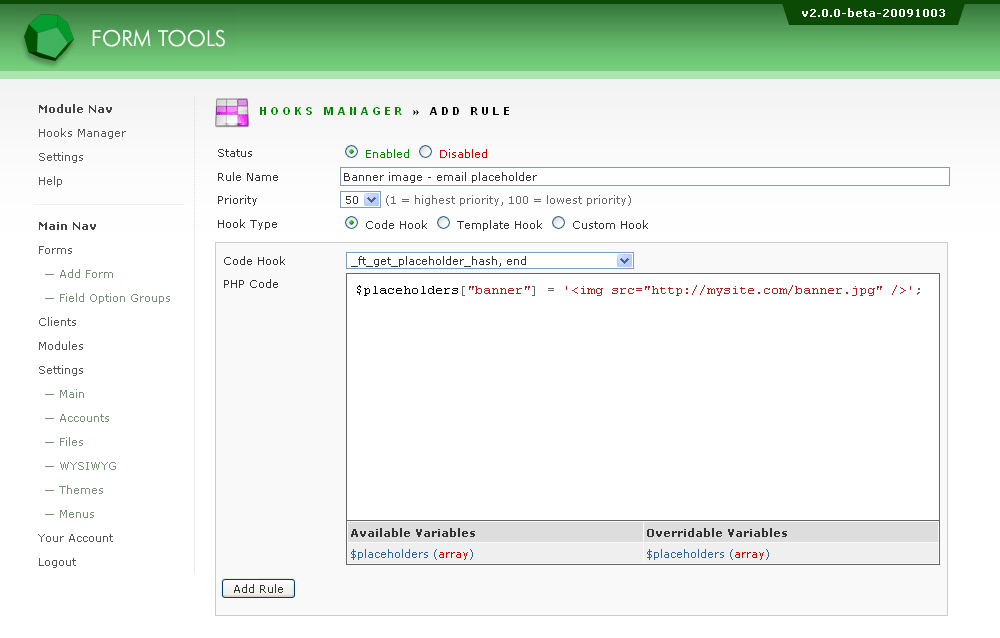 v2.0.0-beta-20091003
FORM TOOLS
Module Nav
Hooks Manager
Settings
Help
Main Nav
Forms
— Add Form
— Field Option Groups
Clients
Modules
Settings
— Main
— Accounts
— Files
— WYSIWYG
— Themes
— Menus
Your Account
Logout
HOOKS MANAGER » ADD RULE
Status Enabled Disabled
Rule Name Banner image - email placeholder
Priority 50 (1 = highest priority, 100 = lowest priority)
Hook Type Code Hook Template Hook Custom Hook
Code Hook _ft_get_placeholder_hash, end
PHP Code
$placeholders["banner"] = '<img src="http://mysite.com/banner.jpg" />';
Available Variables Overridable Variables
$placeholders (array) $placeholders (array)
Add Rule